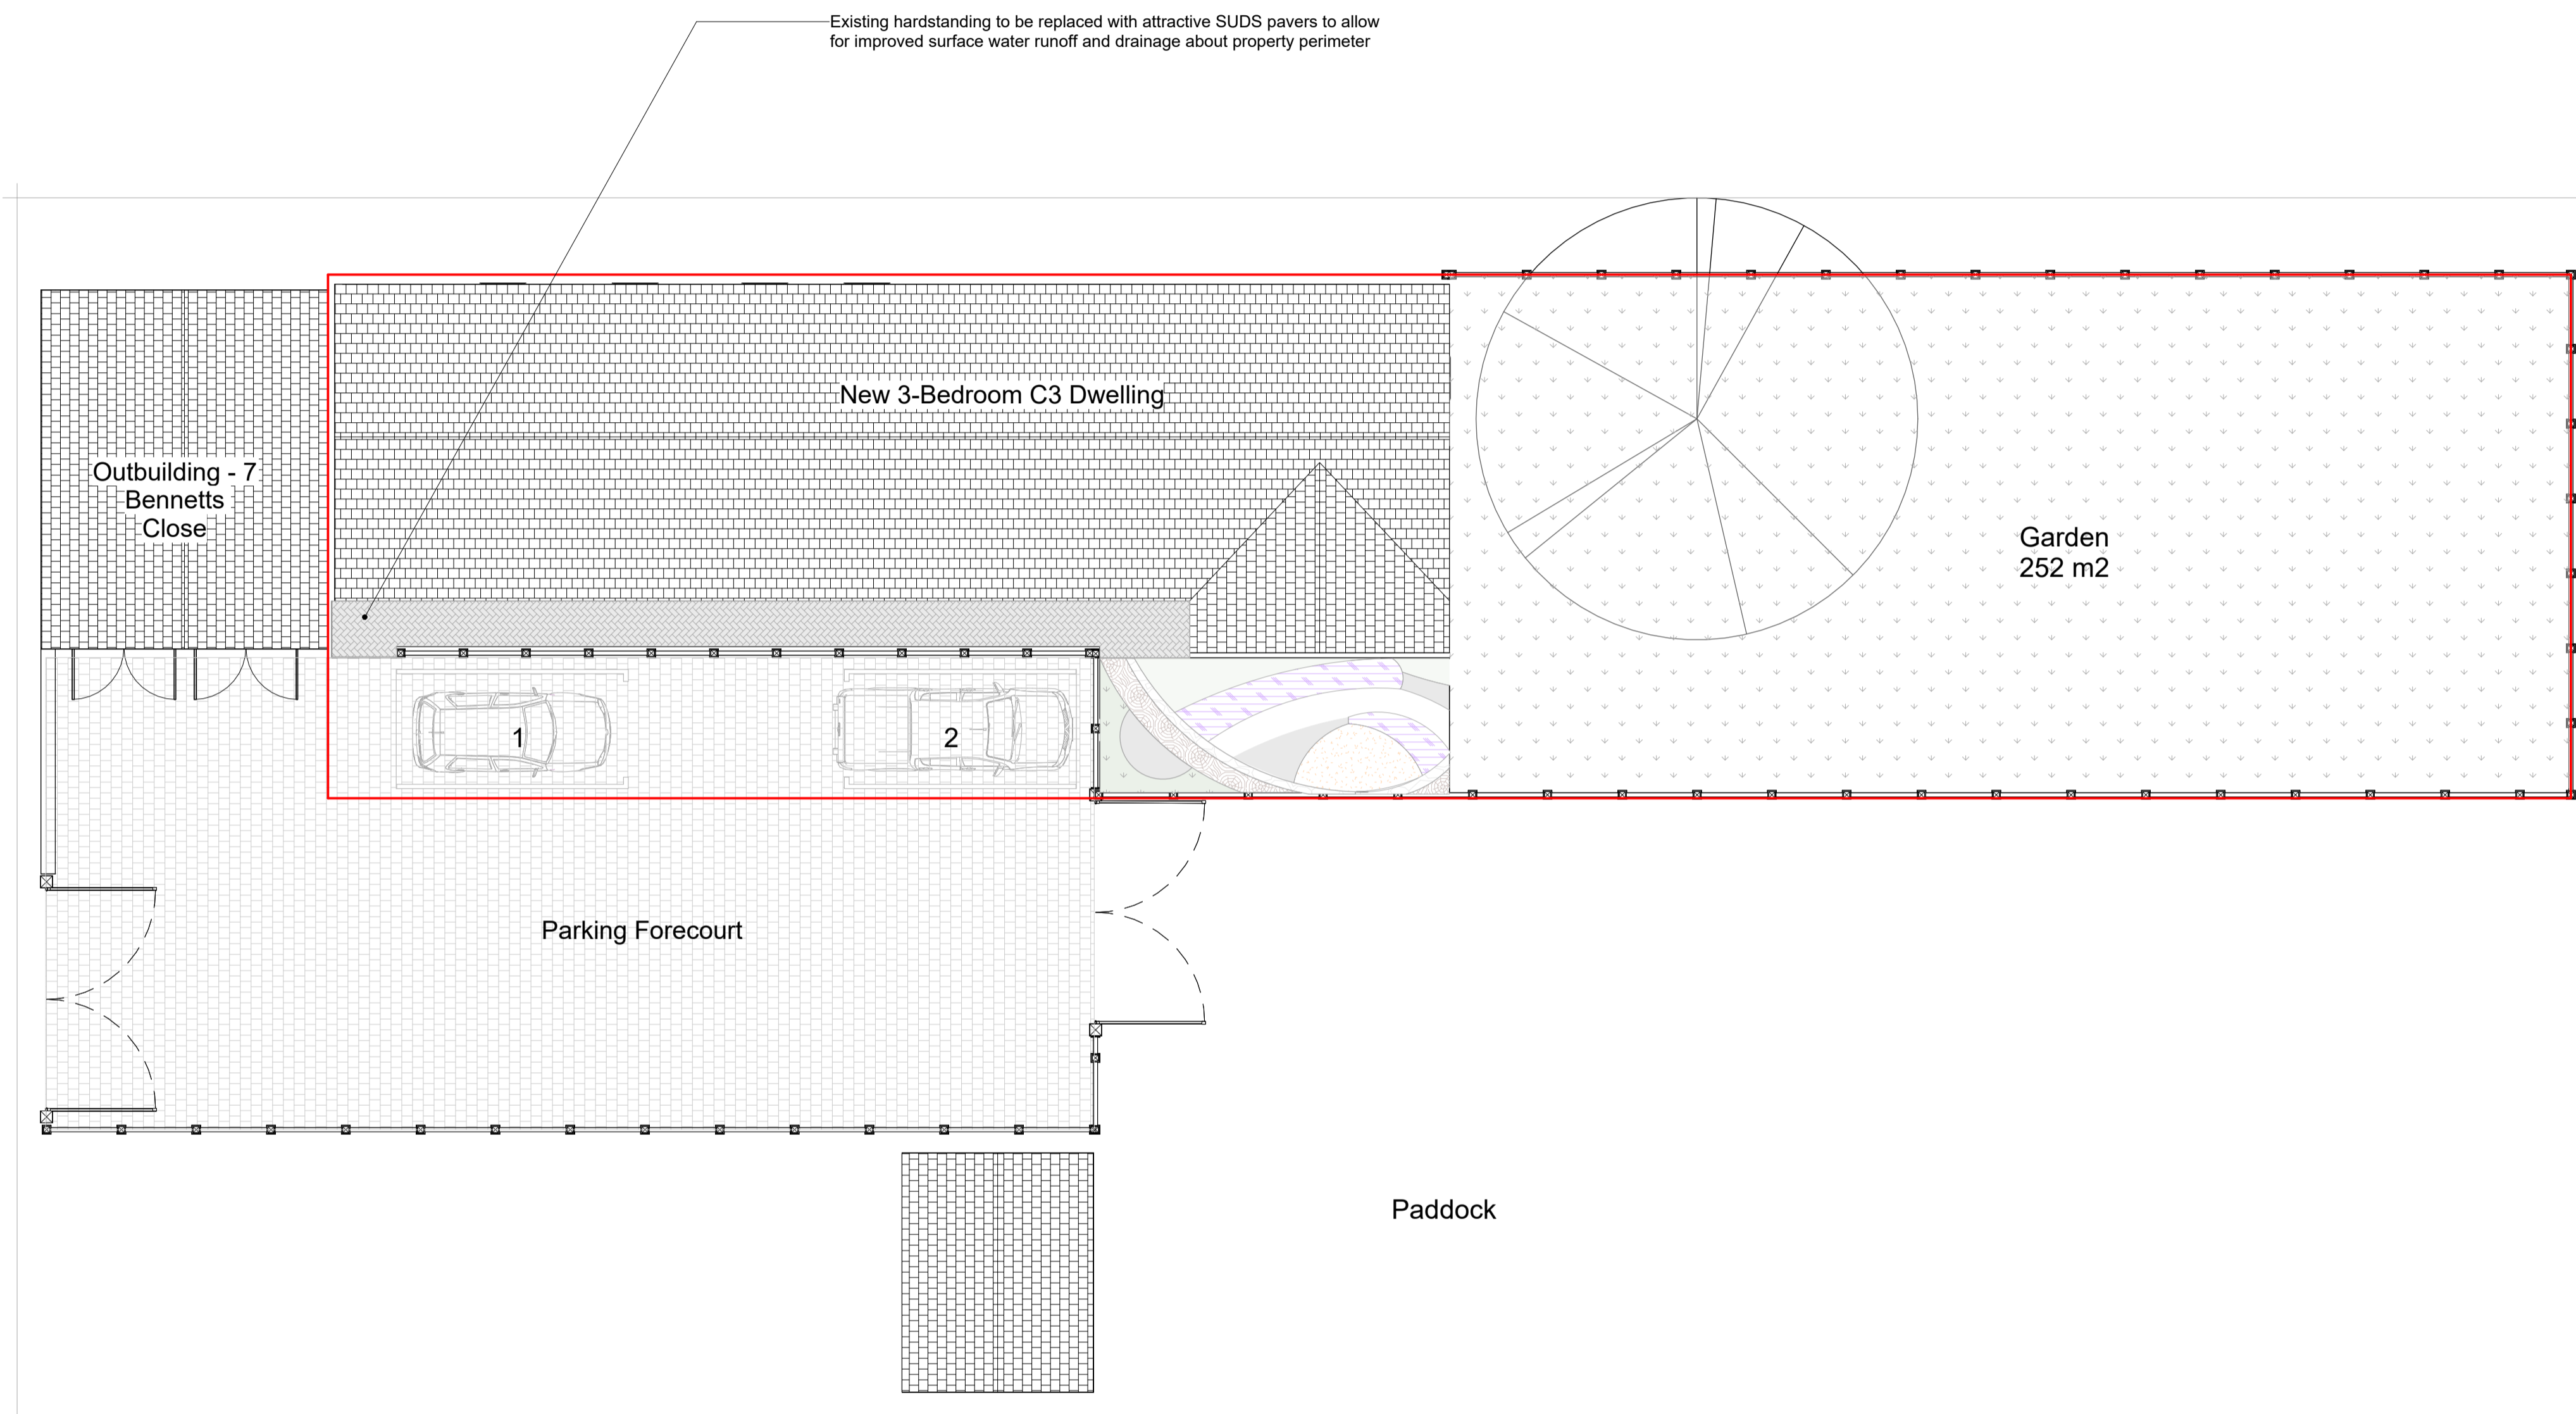 Existing hardstanding to be replaced with attractive SUDS pavers to allow
for improved surface water runoff and drainage about property perimeter
New 3-Bedroom C3 Dwelling
Outbuilding - 7
Bennetts
Close
Garden
252 m2
1
2
Parking Forecourt
Paddock